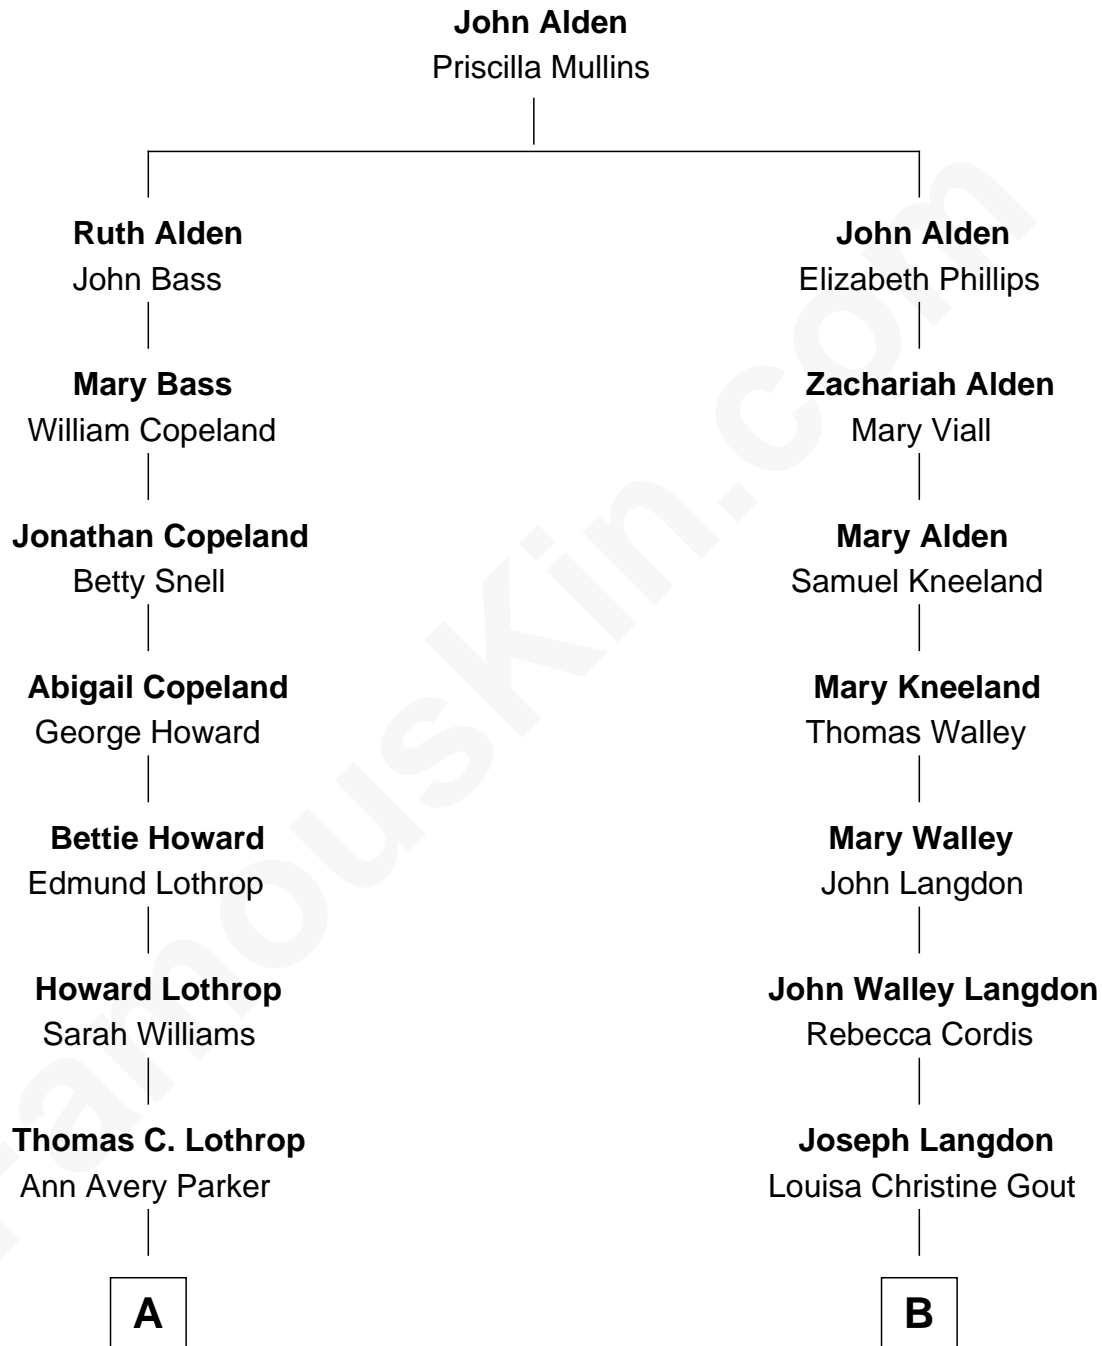 John Alden
Priscilla Mullins
Ruth Alden
John Bass
John Alden
Elizabeth Phillips
Mary Bass
William Copeland
Zachariah Alden
Mary Viall
Jonathan Copeland
Betty Snell
Mary Alden
Samuel Kneeland
Abigail Copeland
George Howard
Mary Kneeland
Thomas Walley
Bettie Howard
Edmund Lothrop
Mary Walley
John Langdon
Howard Lothrop
Sarah Williams
John Walley Langdon
Rebecca Cordis
Thomas C. Lothrop
Ann Avery Parker
Joseph Langdon
Louisa Christine Gout
A
B
FamousKin.com